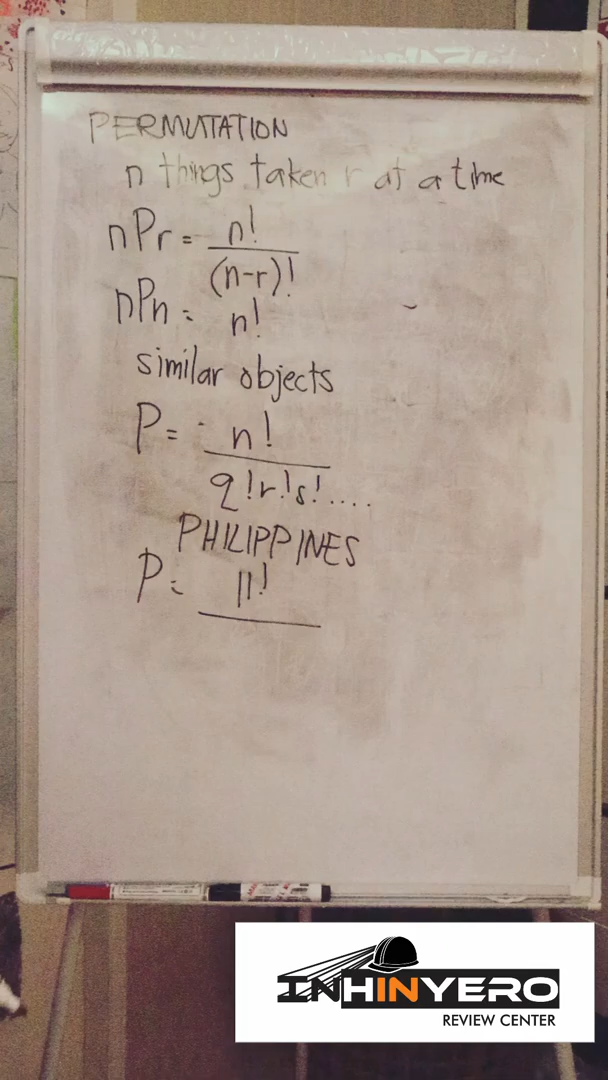 PERMUTATION
n things taken r at a time
nPr = n!
(n-r)!
nPn = n!
similar objects
P = n!
q!r!s!....
PHILIPPINES
P = 11!
INHINYERO
REVIEW CENTER